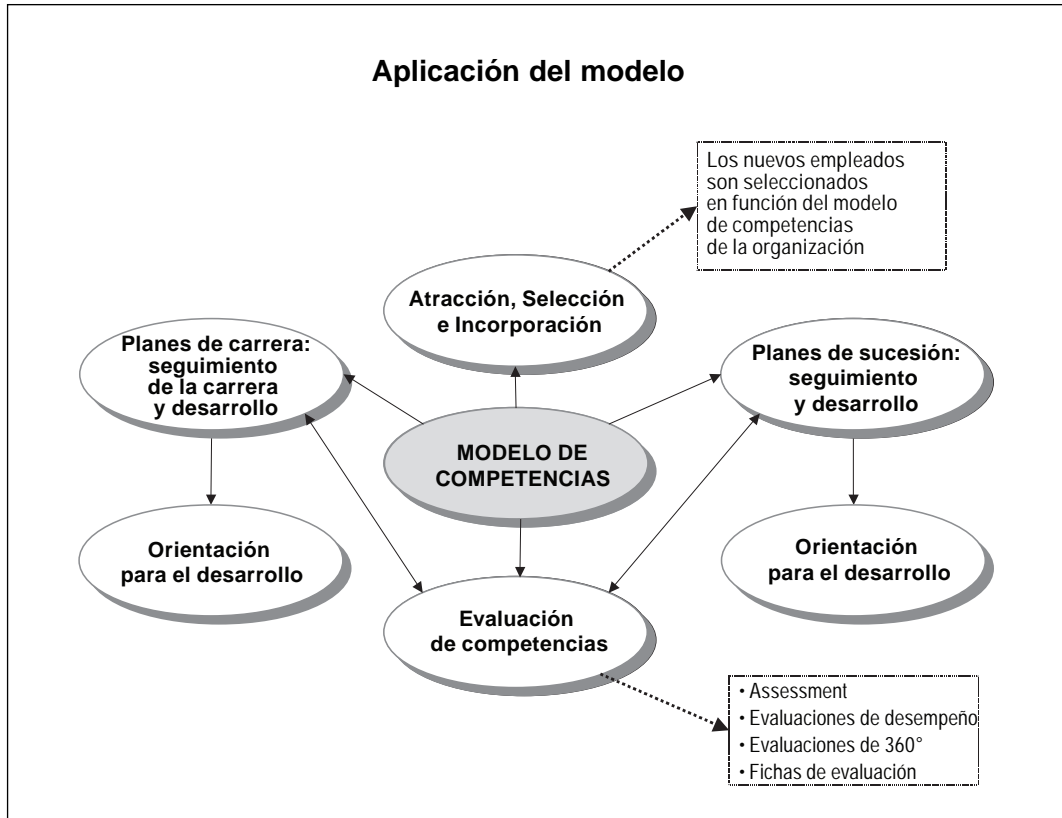 Aplicación del modelo
Los nuevos empleados
son seleccionados
en función del modelo
de competencias
de la organización
Atracción, Selección
e Incorporación
Planes de carrera:
seguimiento
de la carrera
y desarrollo
Planes de sucesión:
seguimiento
y desarrollo
MODELO DE
COMPETENCIAS
Orientación
para el desarrollo
Orientación
para el desarrollo
Evaluación
de competencias
• Assessment
• Evaluaciones de desempeño
• Evaluaciones de 360°
• Fichas de evaluación